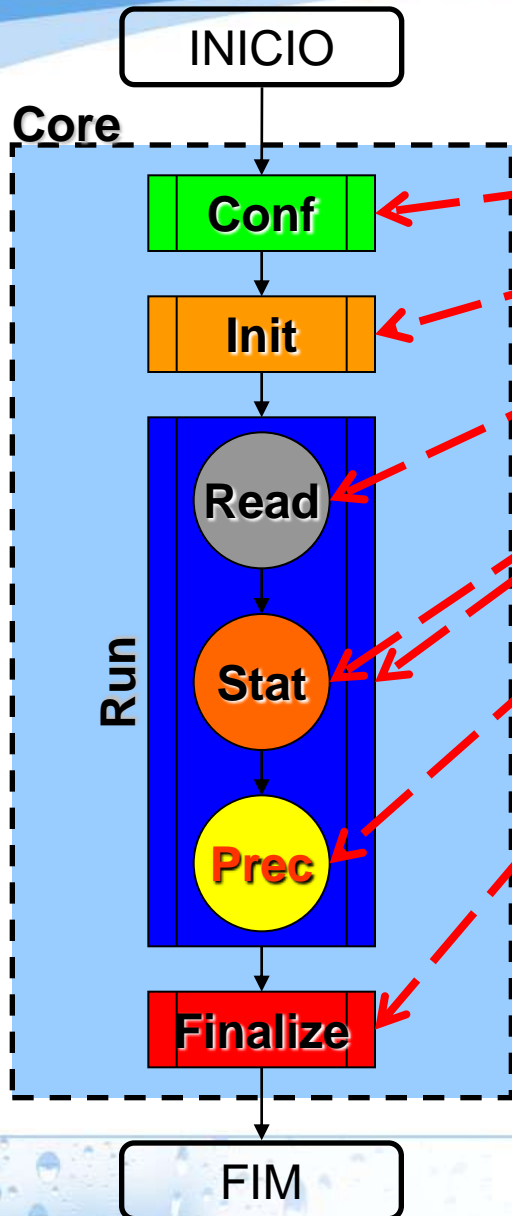 INICIO
Core
Conf
Init
Read
Run
Stat
Prec
Finalize
FIM